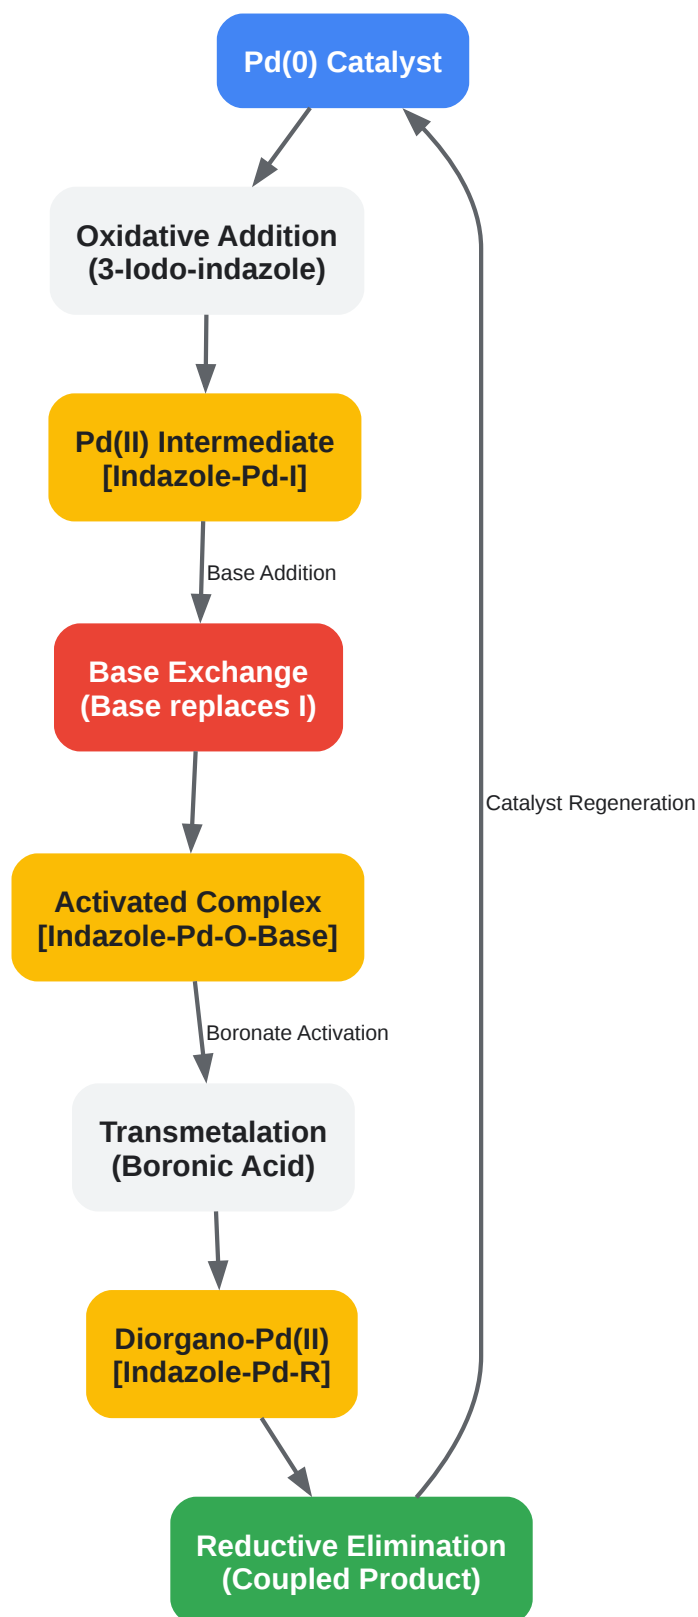 Pd(0) Catalyst
Oxidative Addition
(3-Iodo-indazole)
Pd(II) Intermediate
[Indazole-Pd-I]
Base Addition
Base Exchange
(Base replaces I)
Catalyst Regeneration
Activated Complex
[Indazole-Pd-O-Base]
Boronate Activation
Transmetalation
(Boronic Acid)
Diorgano-Pd(II)
[Indazole-Pd-R]
Reductive Elimination
(Coupled Product)